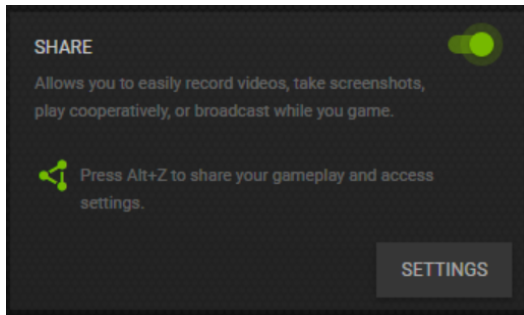 SHARE
Allows you to easily record videos, take screenshots,
play cooperatively, or broadcast while you game.
Press Alt+Z to share your gameplay and access
settings.
SETTINGS